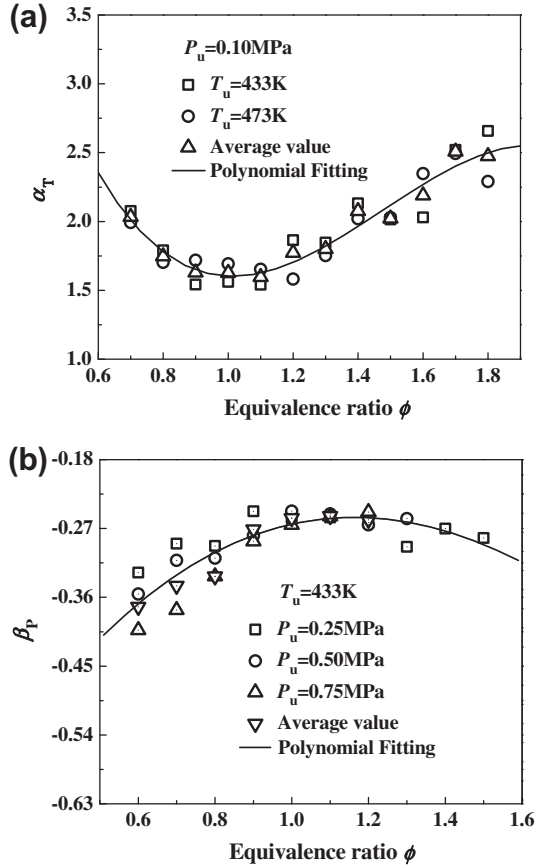 (a)
3.5
3.0
2.5
2.0
1.5
1.0
α_T
P_u=0.10MPa
T_u=433K
T_u=473K
Average value
Polynomial Fitting
0.6 0.8 1.0 1.2 1.4 1.6 1.8
Equivalence ratio ϕ
(b)
-0.18
-0.27
-0.36
-0.45
-0.54
-0.63
β_P
T_u=433K
P_u=0.25MPa
P_u=0.50MPa
P_u=0.75MPa
Average value
Polynomial Fitting
0.6 0.8 1.0 1.2 1.4 1.6
Equivalence ratio ϕ